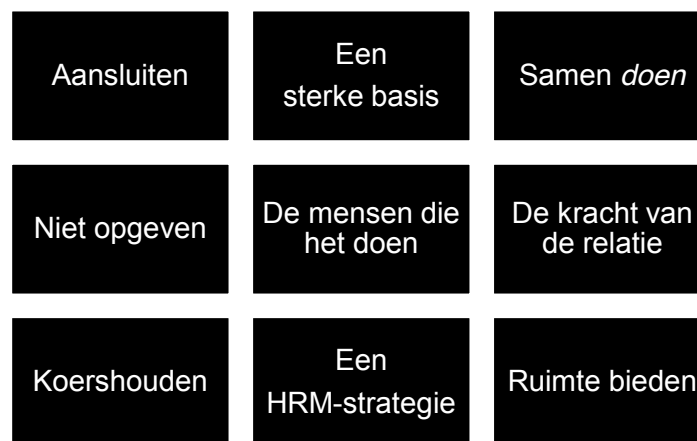 Aansluiten
Een
sterke basis
Samen doen
Niet opgeven
De mensen die
het doen
De kracht van
de relatie
Koershouden
Een
HRM-strategie
Ruimte bieden